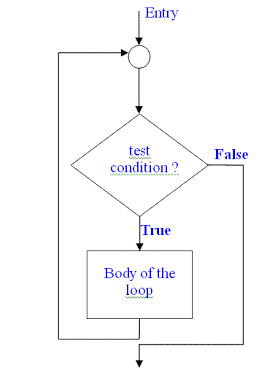 Entry
test
condition ?
False
True
Body of the
loop